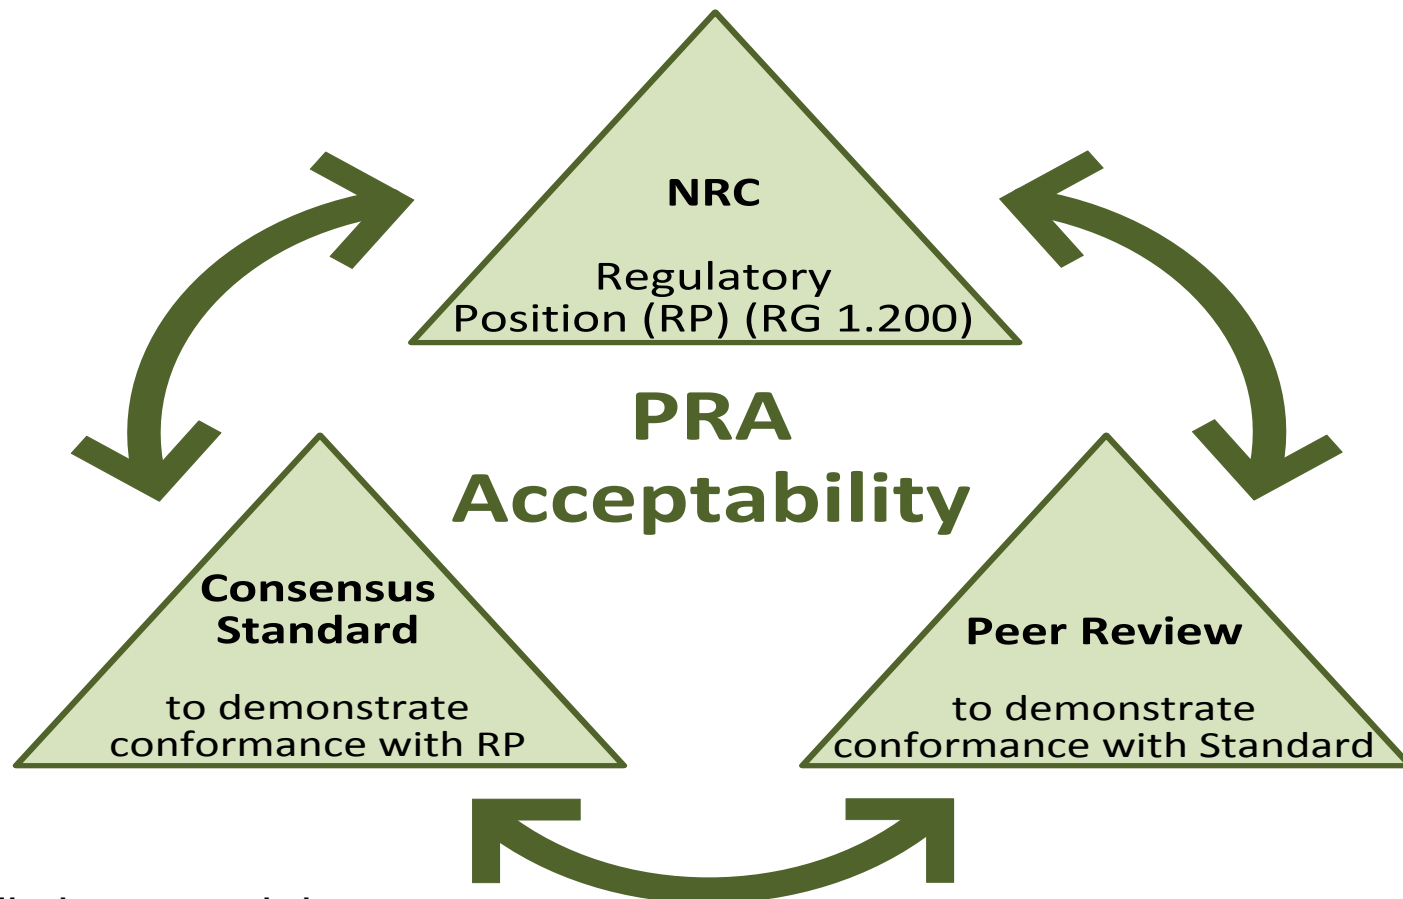 NRC
Regulatory
Position (RP) (RG 1.200)
PRA
Acceptability
Consensus
Standard
to demonstrate
conformance with RP
Peer Review
to demonstrate
conformance with Standard